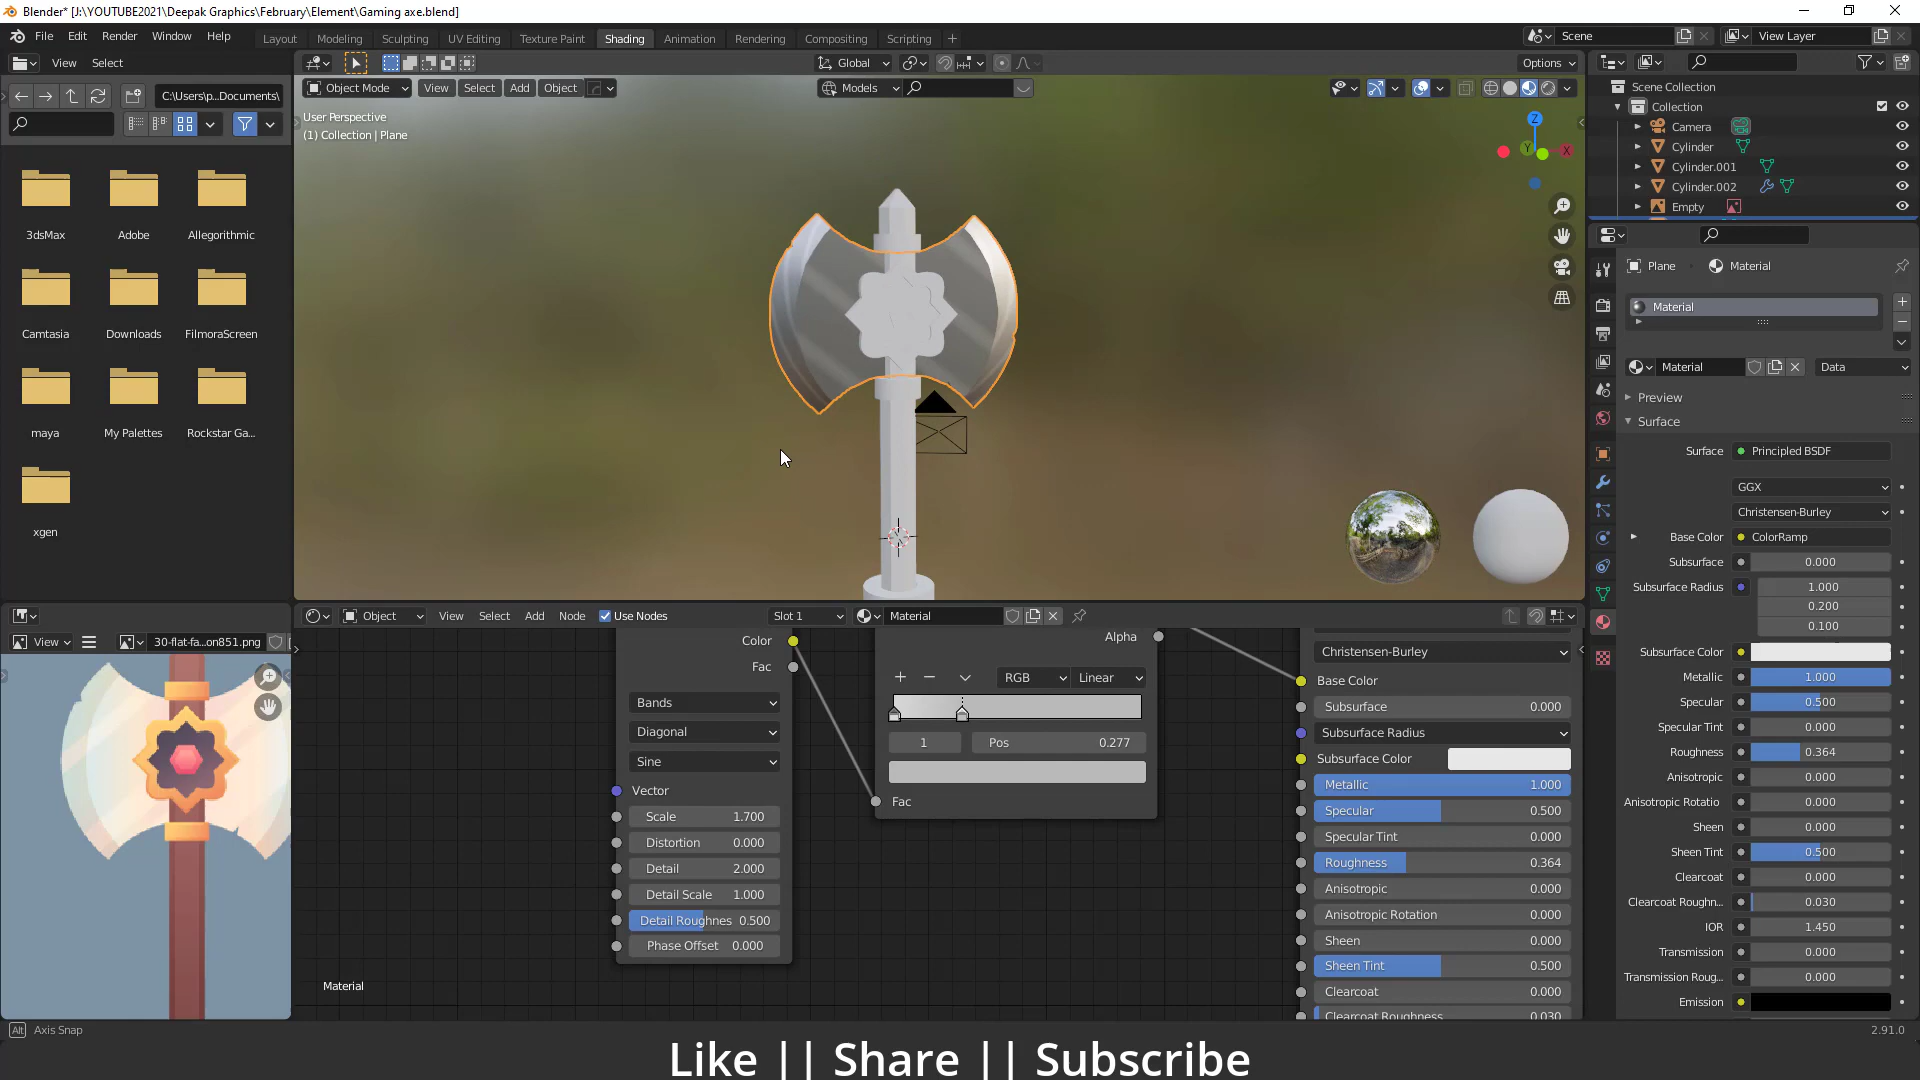 Blender* [J:\YOUTUBE2021\Deepak Graphics\February\Element\Gaming axe.blend]
File Edit Render Window Help
Layout Modeling Sculpting UV Editing Texture Paint Shading Animation Rendering Compositing Scripting
Scene
View Layer
View Select
Global
Options
C:\Users\p...Documents\
Object Mode View Select Add Object
Models
User Perspective
(1) Collection | Plane
Z
Y
X
3dsMax Adobe Allegorithmic
Camtasia Downloads FilmoraScreen
maya My Palettes Rockstar Ga...
xgen
Scene Collection
Collection
Camera
Cylinder
Cylinder.001
Cylinder.002
Empty
Plane Material
Material
Material Data
Preview
Surface
Surface Principled BSDF
GGX
Christensen-Burley
Base Color ColorRamp
Subsurface 0.000
Subsurface Radius 1.000
0.200
0.100
Subsurface Color
Metallic 1.000
Specular 0.500
Specular Tint 0.000
Roughness 0.364
Anisotropic 0.000
Anisotropic Rotatio 0.000
Sheen 0.000
Sheen Tint 0.500
Clearcoat 0.000
Clearcoat Roughn... 0.030
IOR 1.450
Transmission 0.000
Transmission Roug... 0.000
Emission
View
30-flat-fa...on851.png
Object View Select Add Node Use Nodes Slot 1 Material
Color
Fac
Bands
Diagonal
Sine
Vector
Scale 1.700
Distortion 0.000
Detail 2.000
Detail Scale 1.000
Detail Roughnes 0.500
Phase Offset 0.000
Material
Alpha
RGB Linear
1 Pos 0.277
Fac
Christensen-Burley
Base Color
Subsurface 0.000
Subsurface Radius
Subsurface Color
Metallic 1.000
Specular 0.500
Specular Tint 0.000
Roughness 0.364
Anisotropic 0.000
Anisotropic Rotation 0.000
Sheen 0.000
Sheen Tint 0.500
Clearcoat 0.000
Clearcoat Roughness 0.030
Alt Axis Snap
2.91.0
Like || Share || Subscribe